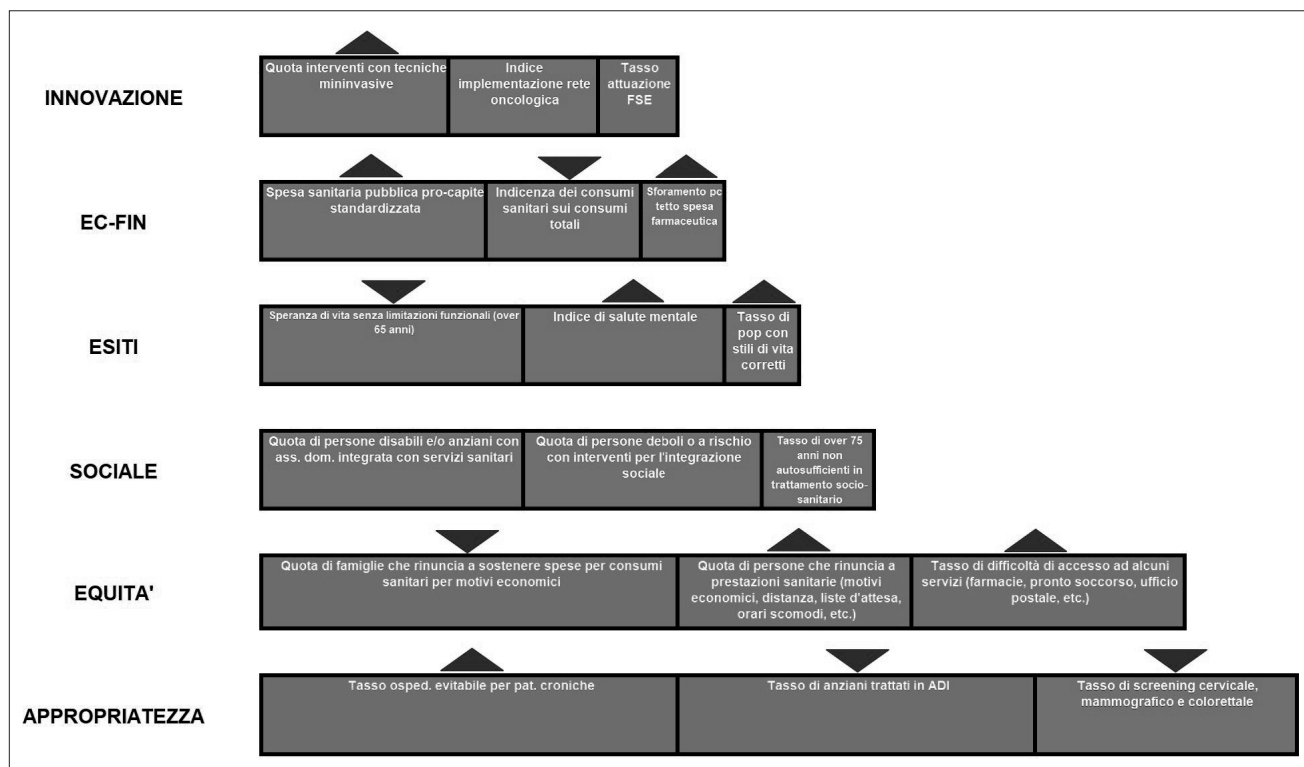 INNOVAZIONE
Quota interventi con tecniche
mininvasive
Indice
implementazione rete
oncologica
Tasso
attuazione
FSE
EC-FIN
Spesa sanitaria pubblica pro-capite
standardizzata
Indicenza dei consumi
sanitari sui consumi
totali
Sforamento pc
tetto spesa
farmaceutica
ESITI
Speranza di vita senza limitazioni funzionali (over
65 anni)
Indice di salute mentale
Tasso di
pop con
stili di vita
corretti
SOCIALE
Quota di persone disabili e/o anziani con
ass. dom. integrata con servizi sanitari
Quota di persone deboli o a rischio
con interventi per l'integrazione
sociale
Tasso di over 75
anni non
autosufficienti in
trattamento socio-
sanitario
EQUITA'
Quota di famiglie che rinuncia a sostenere spese per consumi
sanitari per motivi economici
Quota di persone che rinuncia a
prestazioni sanitarie (motivi
economici, distanza, liste d'attesa,
orari scomodi, etc.)
Tasso di difficoltà di accesso ad alcuni
servizi (farmacie, pronto soccorso, ufficio
postale, etc.)
APPROPRIATEZZA
Tasso osped. evitabile per pat. croniche
Tasso di anziani trattati in ADI
Tasso di screening cervicale,
mammografico e colorettale